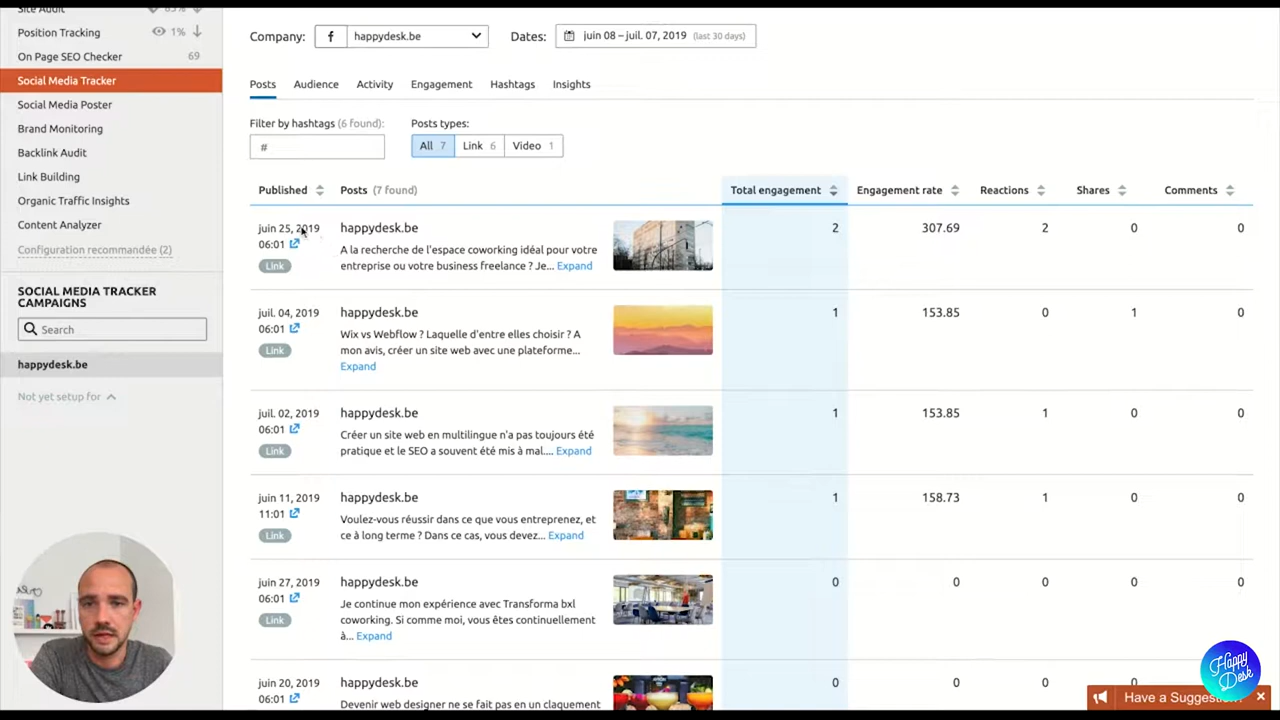 Site Audit 85%
Position Tracking 1%
On Page SEO Checker 69
Social Media Tracker
Social Media Poster
Brand Monitoring
Backlink Audit
Link Building
Organic Traffic Insights
Content Analyzer
Configuration recommandée (2)
SOCIAL MEDIA TRACKER
CAMPAIGNS
Search
happydesk.be
Not yet setup for
Company: f happydesk.be Dates: juin 08 – juil. 07, 2019 (last 30 days)
Posts Audience Activity Engagement Hashtags Insights
Filter by hashtags (6 found): Posts types:
# All 7 Link 6 Video 1
Published Posts (7 found) Total engagement Engagement rate Reactions Shares Comments
juin 25, 2019 happydesk.be 2 307.69 2 0 0
06:01 A la recherche de l'espace coworking idéal pour votre
Link entreprise ou votre business freelance ? Je... Expand
juil. 04, 2019 happydesk.be 1 153.85 0 1 0
06:01 Wix vs Webflow ? Laquelle d'entre elles choisir ? A
Link mon avis, créer un site web avec une plateforme...
Expand
juil. 02, 2019 happydesk.be 1 153.85 1 0 0
06:01 Créer un site web en multilingue n'a pas toujours été
Link pratique et le SEO a souvent été mis à mal.... Expand
juin 11, 2019 happydesk.be 1 158.73 1 0 0
11:01 Voulez-vous réussir dans ce que vous entreprenez, et
Link ce à long terme ? Dans ce cas, vous devez... Expand
juin 27, 2019 happydesk.be 0 0 0 0 0
06:01 Je continue mon expérience avec Transforma bxl
Link coworking. Si comme moi, vous êtes continuellement
à... Expand
juin 20, 2019 happydesk.be 0 0 0 0 0
06:01 Devenir web designer ne se fait pas en un claquement
Happy
Desk
Have a Suggestion